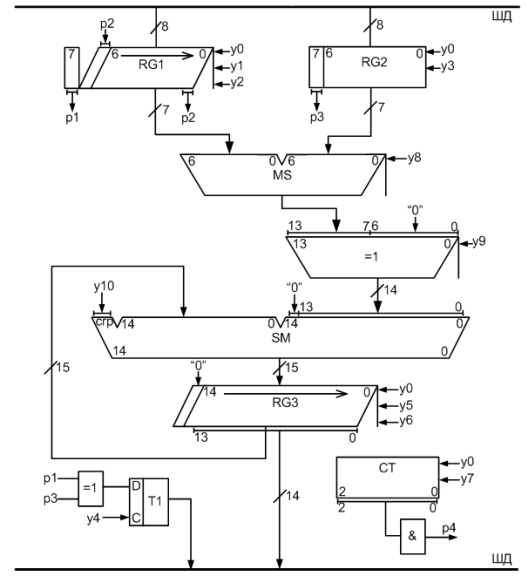 ШД
p2
8
8
7
6
0
RG1
y0
y1
y2
7
6
0
RG2
y0
y3
p1
p2
7
p3
7
6
0
6
0
MS
y8
"0"
13
7
6
0
13
0
=1
y9
14
y10
"0"
13
0
crp
14
0
14
0
SM
14
0
15
15
"0"
14
0
RG3
y0
y5
y6
13
0
p1
p3
=1
D
C
T1
y4
14
CT
y0
y7
2
0
2
0
&
p4
ШД